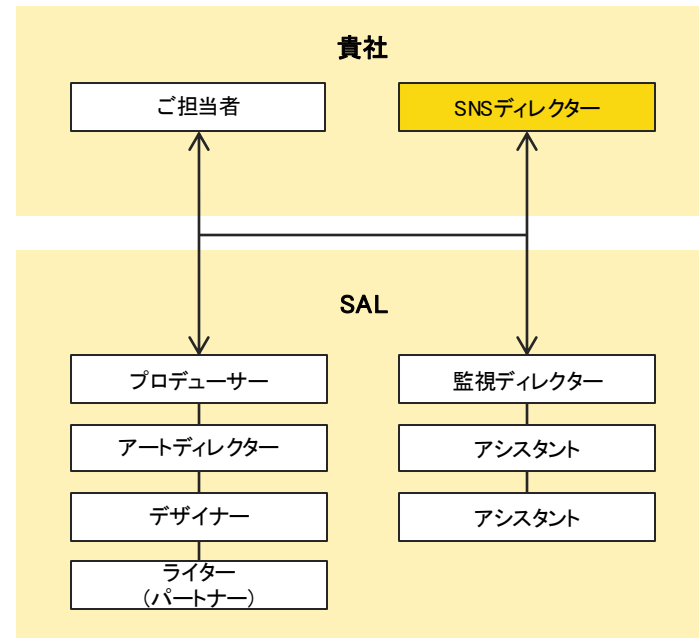 貴社
ご担当者
SNSディレクター
SAL
プロデューサー
監視ディレクター
アートディレクター
アシスタント
デザイナー
アシスタント
ライター
(パートナー)